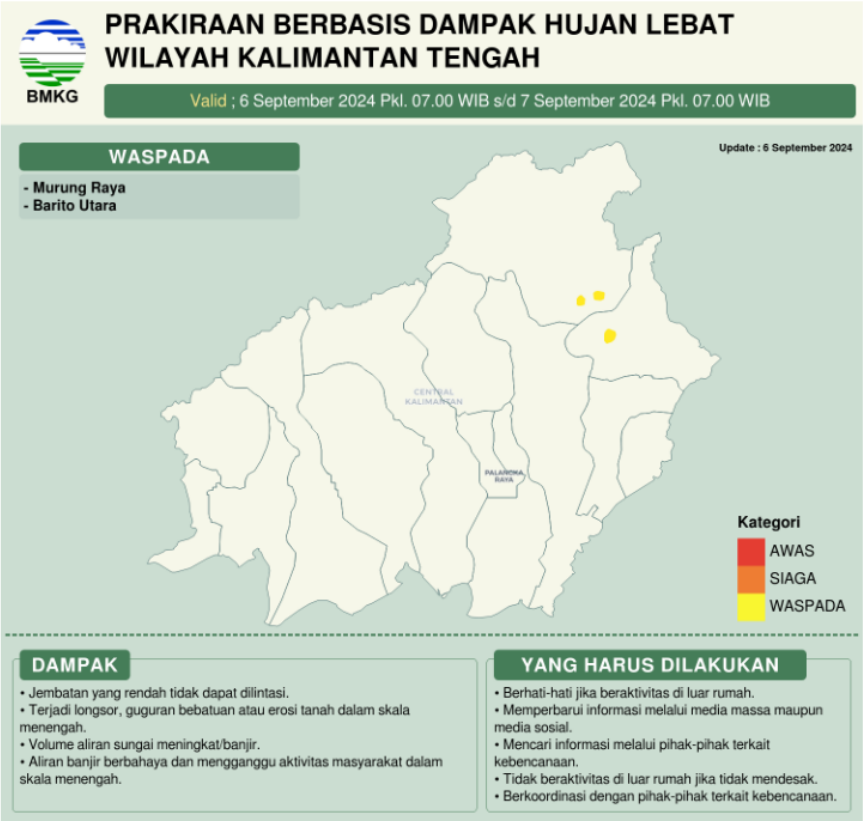 PRAKIRAAN BERBASIS DAMPAK HUJAN LEBAT
WILAYAH KALIMANTAN TENGAH
BMKG
Valid ; 6 September 2024 Pkl. 07.00 WIB s/d 7 September 2024 Pkl. 07.00 WIB
Update : 6 September 2024
WASPADA
- Murung Raya
- Barito Utara
CENTRAL
KALIMANTAN
PALANGKA
RAYA
Kategori
AWAS
SIAGA
WASPADA
DAMPAK
• Jembatan yang rendah tidak dapat dilintasi.
• Terjadi longsor, guguran bebatuan atau erosi tanah dalam skala
menengah.
• Volume aliran sungai meningkat/banjir.
• Aliran banjir berbahaya dan mengganggu aktivitas masyarakat dalam
skala menengah.
YANG HARUS DILAKUKAN
• Berhati-hati jika beraktivitas di luar rumah.
• Memperbarui informasi melalui media massa maupun
media sosial.
• Mencari informasi melalui pihak-pihak terkait
kebencanaan.
• Tidak beraktivitas di luar rumah jika tidak mendesak.
• Berkoordinasi dengan pihak-pihak terkait kebencanaan.